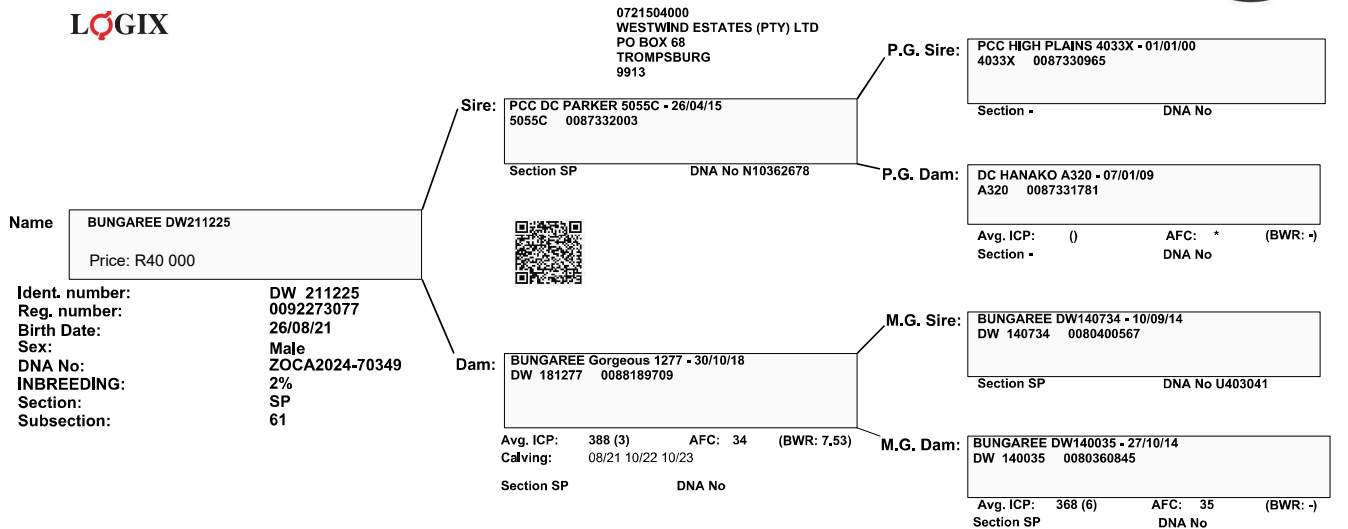 LOGIX
0721504000
WESTWIND ESTATES (PTY) LTD
PO BOX 68
TROMPSBURG
9913
P.G. Sire:
PCC HIGH PLAINS 4033X - 01/01/00
4033X 0087330965
Section - DNA No
Sire:
PCC DC PARKER 5055C - 26/04/15
5055C 0087332003
Section SP DNA No N10362678
P.G. Dam:
DC HANAKO A320 - 07/01/09
A320 0087331781
Avg. ICP: () AFC: * (BWR: -)
Section - DNA No
Name
BUNGAREE DW211225
Price: R40 000
Ident. number: DW 211225
Reg. number: 0092273077
Birth Date: 26/08/21
Sex: Male
DNA No: ZOCA2024-70349
INBREEDING: 2%
Section: SP
Subsection: 61
M.G. Sire:
BUNGAREE DW140734 - 10/09/14
DW 140734 0080400567
Section SP DNA No U403041
Dam:
BUNGAREE Gorgeous 1277 - 30/10/18
DW 181277 0088189709
Avg. ICP: 388 (3) AFC: 34 (BWR: 7.53)
Calving: 08/21 10/22 10/23
Section SP DNA No
M.G. Dam:
BUNGAREE DW140035 - 27/10/14
DW 140035 0080360845
Avg. ICP: 368 (6) AFC: 35 (BWR: -)
Section SP DNA No